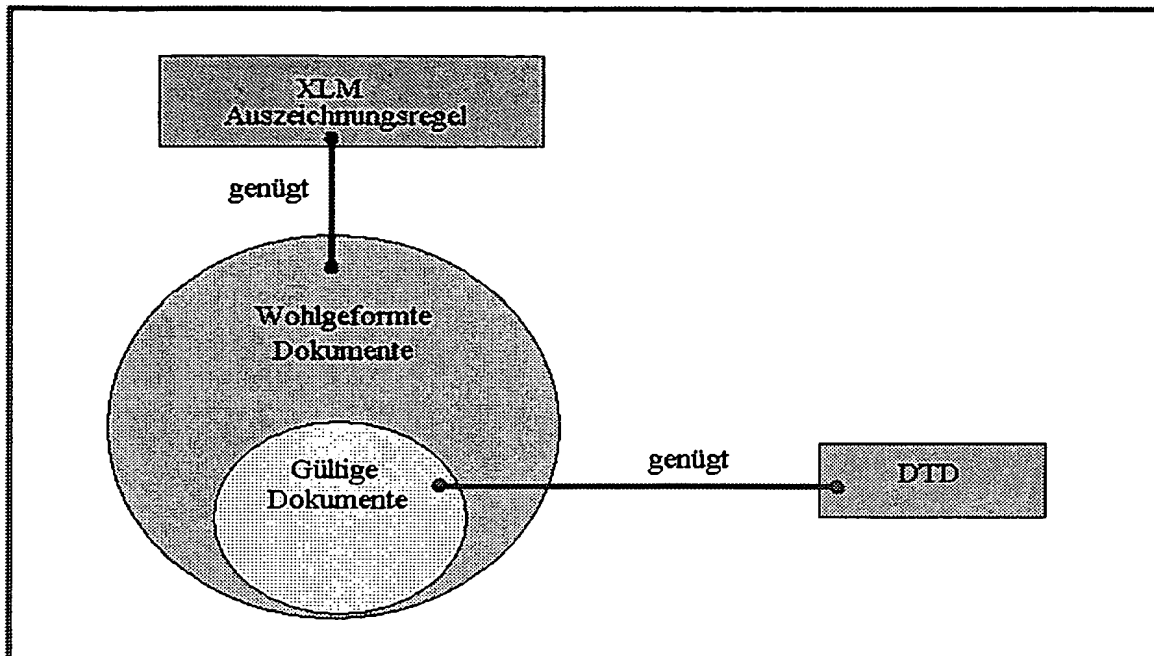 XLM
Auszeichnungsregel
genügt
Wohlgeformte
Dokumente
Gültige
Dokumente
genügt
DTD